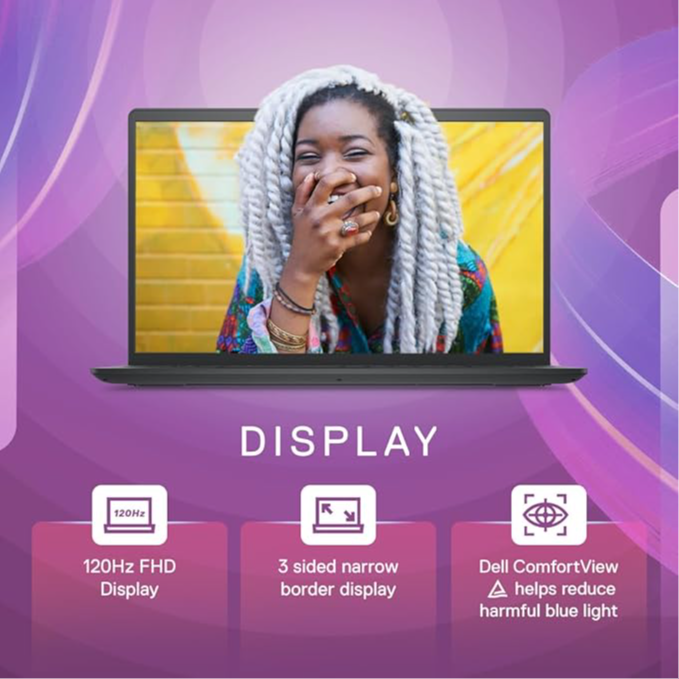 DISPLAY
120Hz
120Hz FHD
Display
3 sided narrow
border display
Dell ComfortView
helps reduce
harmful blue light